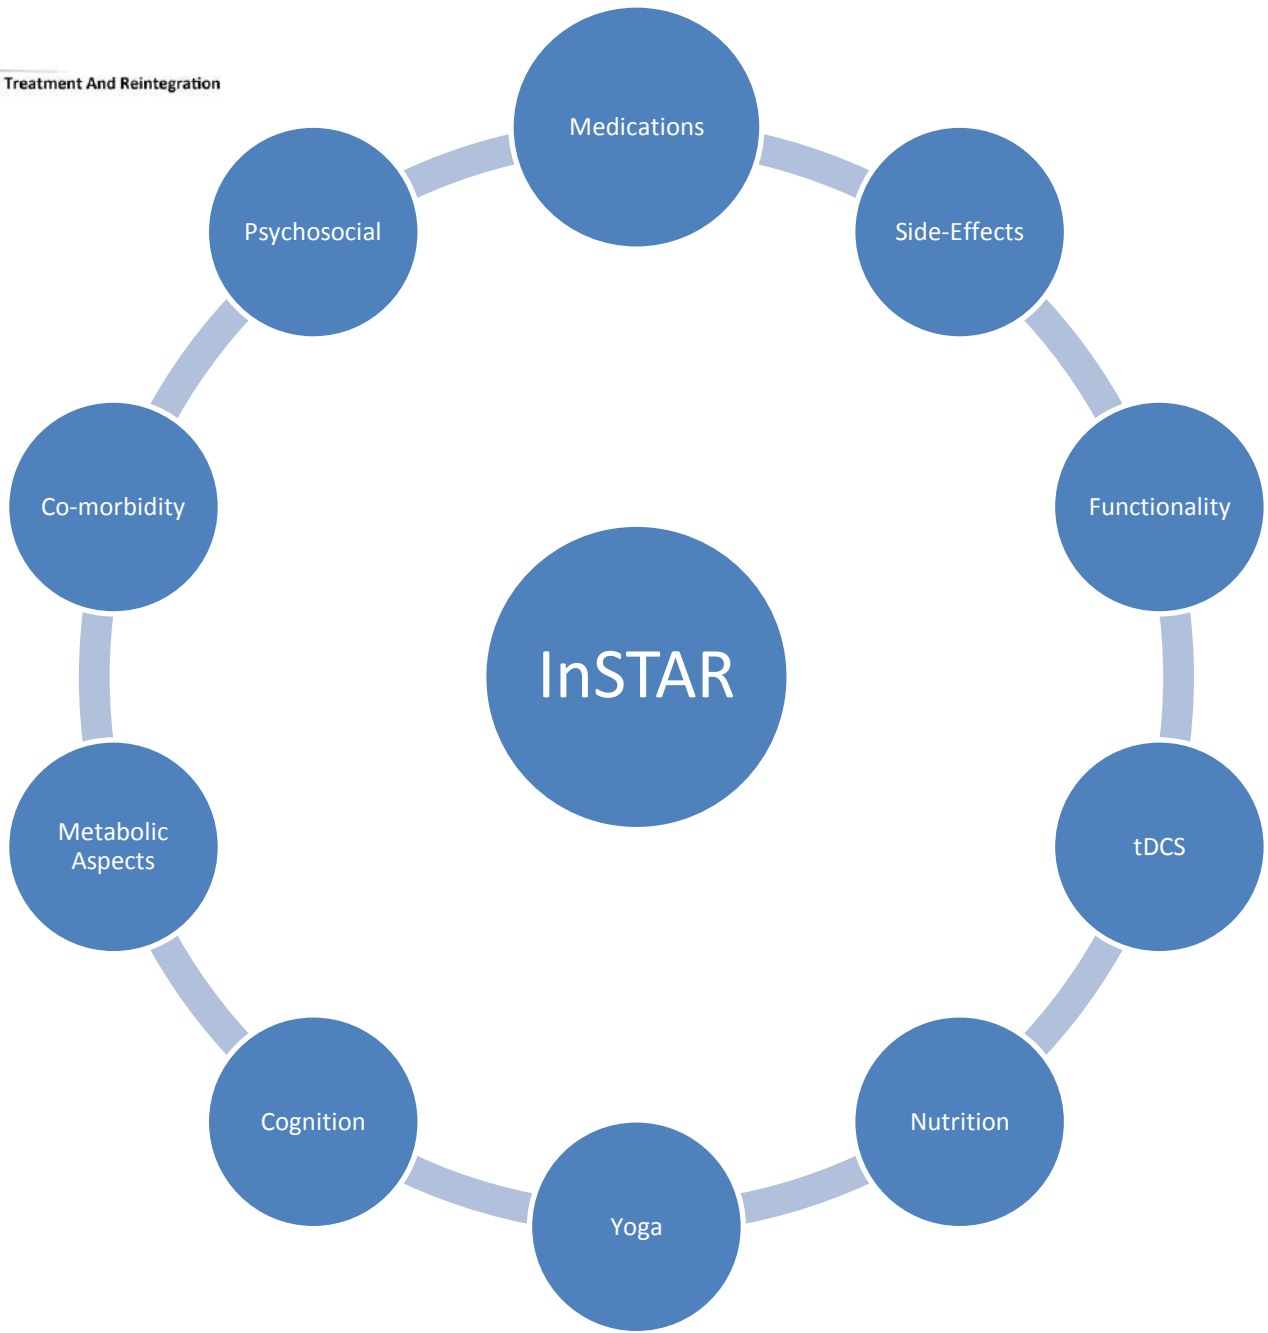 Treatment And Reintegration
Medications
Psychosocial
Side-Effects
Co-morbidity
Functionality
InSTAR
Metabolic
Aspects
tDCS
Cognition
Nutrition
Yoga